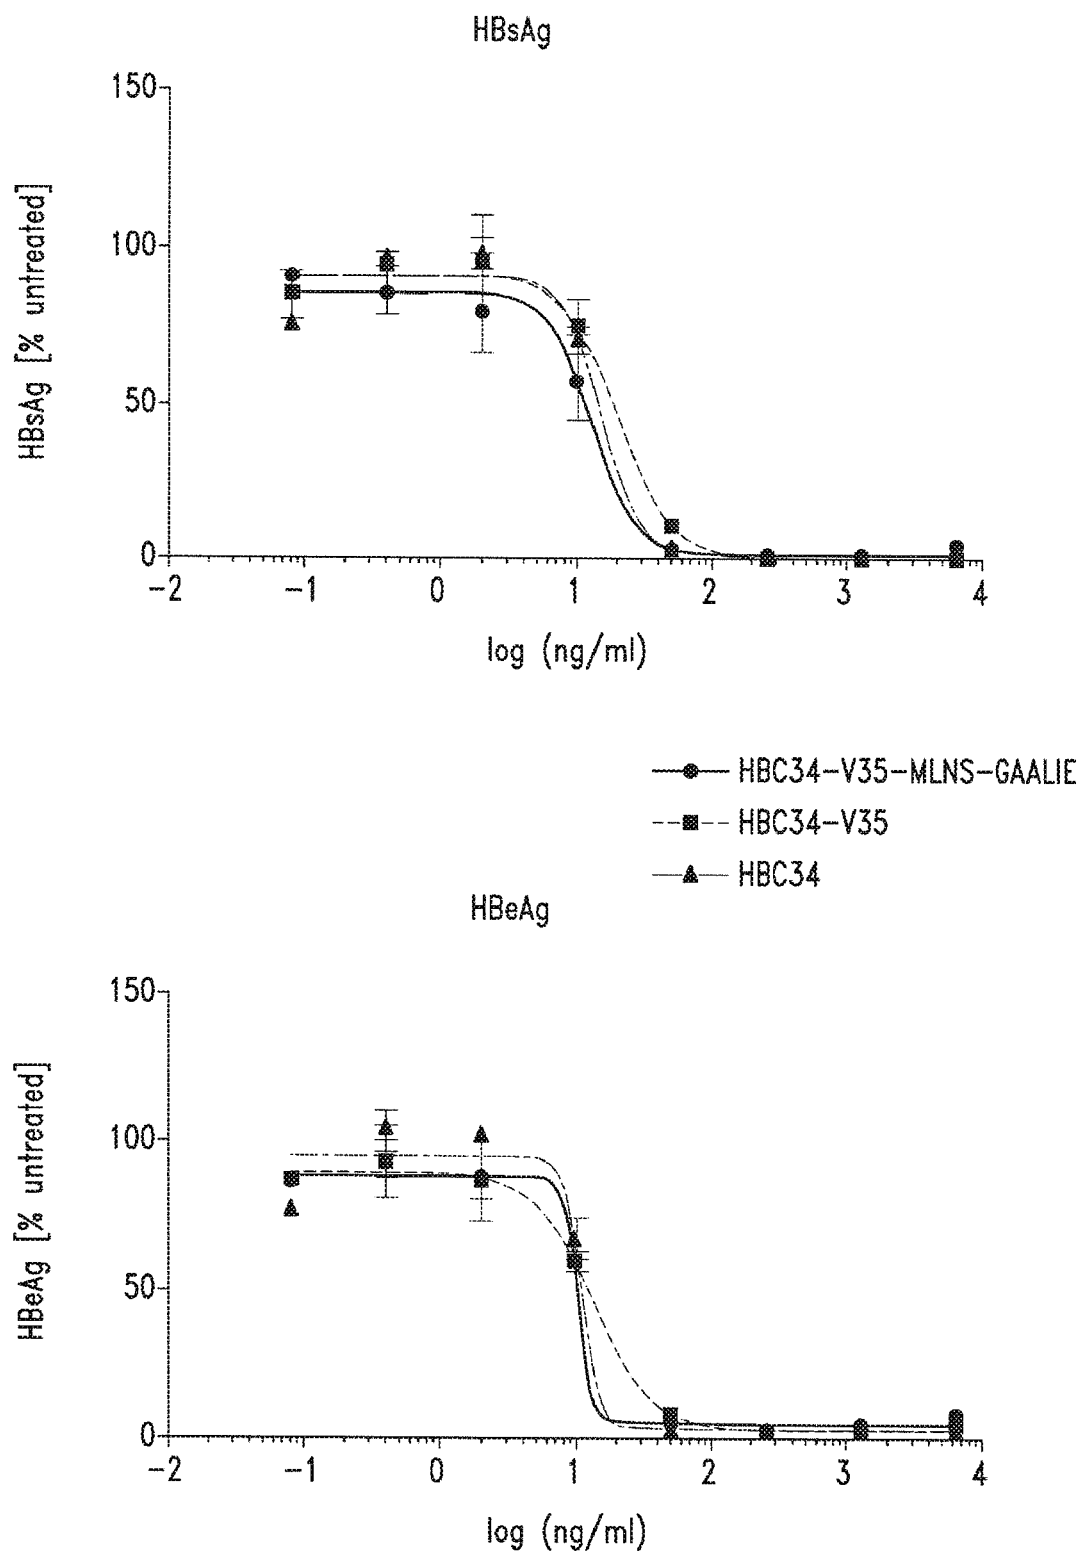 HBsAg
HBsAg [% untreated]
150
100
50
0
-2 -1 0 1 2 3 4
log (ng/ml)
HBC34-V35-MLNS-GAALIE
HBC34-V35
HBC34
HBeAg
HBeAg [% untreated]
150
100
50
0
-2 -1 0 1 2 3 4
log (ng/ml)